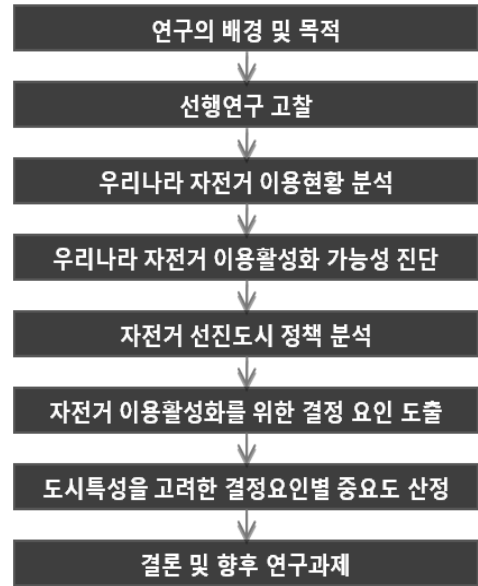 연구의 배경 및 목적
선행연구 고찰
우리나라 자전거 이용현황 분석
우리나라 자전거 이용활성화 가능성 진단
자전거 선진도시 정책 분석
자전거 이용활성화를 위한 결정 요인 도출
도시특성을 고려한 결정요인별 중요도 산정
결론 및 향후 연구과제